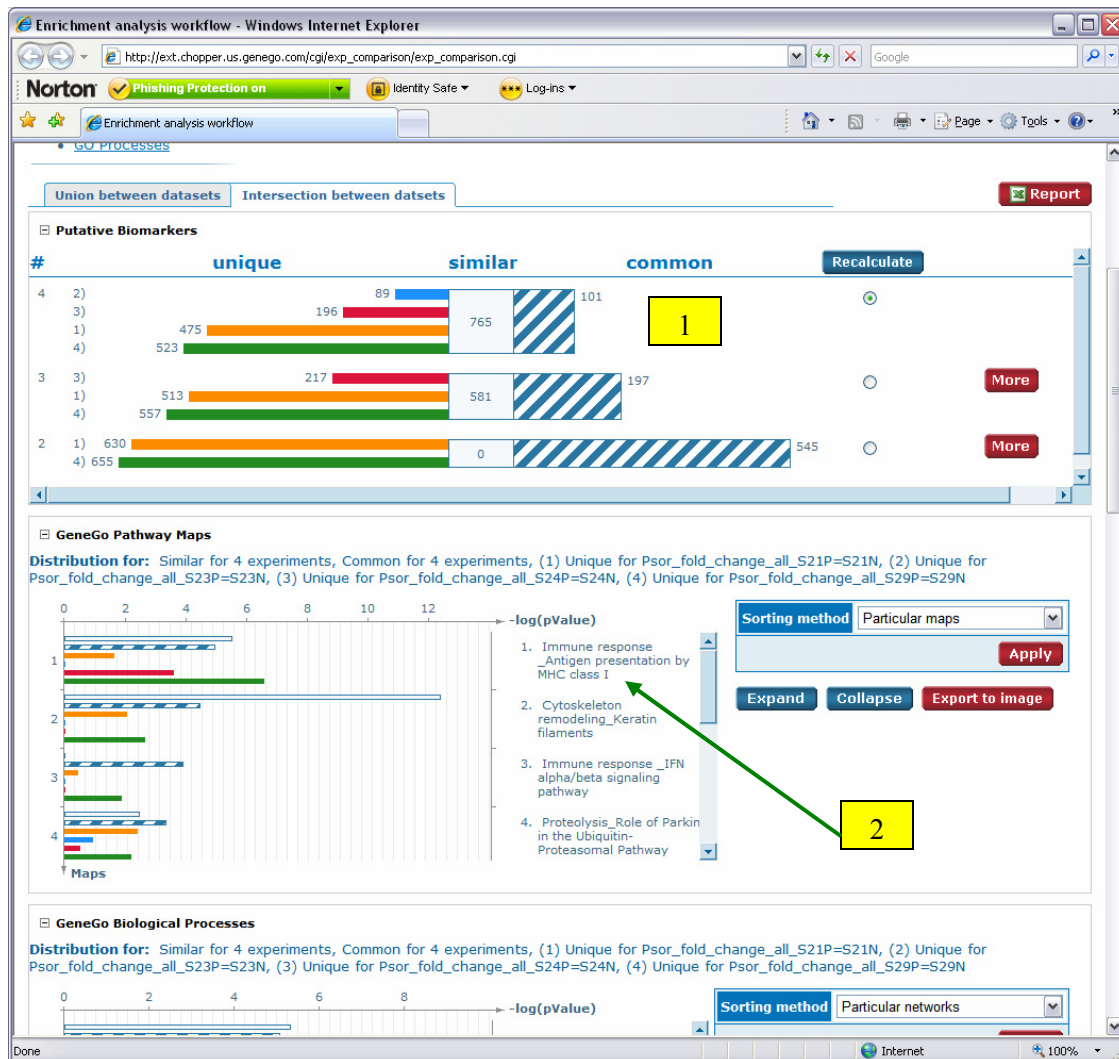 Enrichment analysis workflow - Windows Internet Explorer
http://ext.chopper.us.genego.com/cgi/exp_comparison/exp_comparison.cgi
Google
Norton Phishing Protection on Identity Safe Log-ins
Enrichment analysis workflow
Page Tools
GO Processes
Union between datasets Intersection between datsets
Report
Putative Biomarkers
# unique similar common Recalculate
4 2) 89 765 101
3) 196
1) 475
4) 523
1
3 3) 217 581 197 More
1) 513
4) 557
2 1) 630 0 545 More
4) 655
GeneGo Pathway Maps
Distribution for: Similar for 4 experiments, Common for 4 experiments, (1) Unique for Psor_fold_change_all_S21P=S21N, (2) Unique for
Psor_fold_change_all_S23P=S23N, (3) Unique for Psor_fold_change_all_S24P=S24N, (4) Unique for Psor_fold_change_all_S29P=S29N
0 2 4 6 8 10 12 -log(pValue)
1
2
3
4
Maps
1. Immune response
_Antigen presentation by
MHC class I
2. Cytoskeleton
remodeling_Keratin
filaments
3. Immune response _IFN
alpha/beta signaling
pathway
4. Proteolysis_Role of Parkin
in the Ubiquitin-
Proteasomal Pathway
Sorting method Particular maps
Apply
Expand Collapse Export to image
2
GeneGo Biological Processes
Distribution for: Similar for 4 experiments, Common for 4 experiments, (1) Unique for Psor_fold_change_all_S21P=S21N, (2) Unique for
Psor_fold_change_all_S23P=S23N, (3) Unique for Psor_fold_change_all_S24P=S24N, (4) Unique for Psor_fold_change_all_S29P=S29N
0 2 4 6 8 -log(pValue)
Sorting method Particular networks
Done Internet 100%